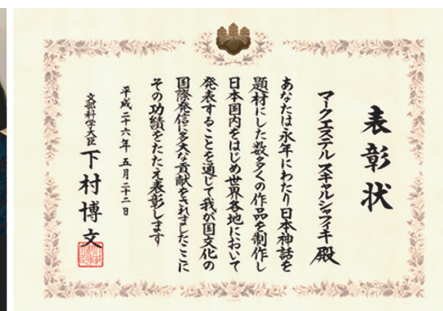 表彰状
マークエステル スキャルシャフィキ 殿
あなたは永年にわたり日本神話を
題材にした数多くの作品を制作し
日本国内をはじめ世界各地において
発表することを通じて我が国文化の
国際発信に多大な貢献をされましたここに
その功績をたたえ表彰します
平成二十六年五月二十二日
文部科学大臣 下村博文